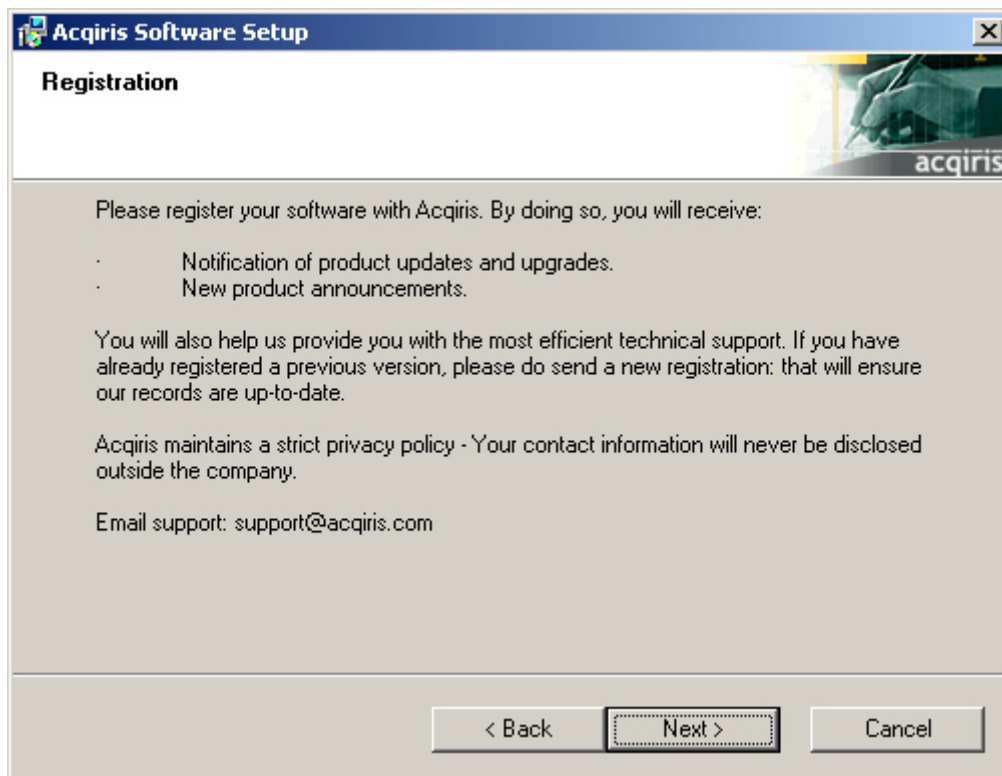 Acqiris Software Setup
Registration
acqiris
Please register your software with Acqiris. By doing so, you will receive:
· Notification of product updates and upgrades.
· New product announcements.
You will also help us provide you with the most efficient technical support. If you have
already registered a previous version, please do send a new registration: that will ensure
our records are up-to-date.
Acqiris maintains a strict privacy policy - Your contact information will never be disclosed
outside the company.
Email support: support@acqiris.com
< Back
Next >
Cancel